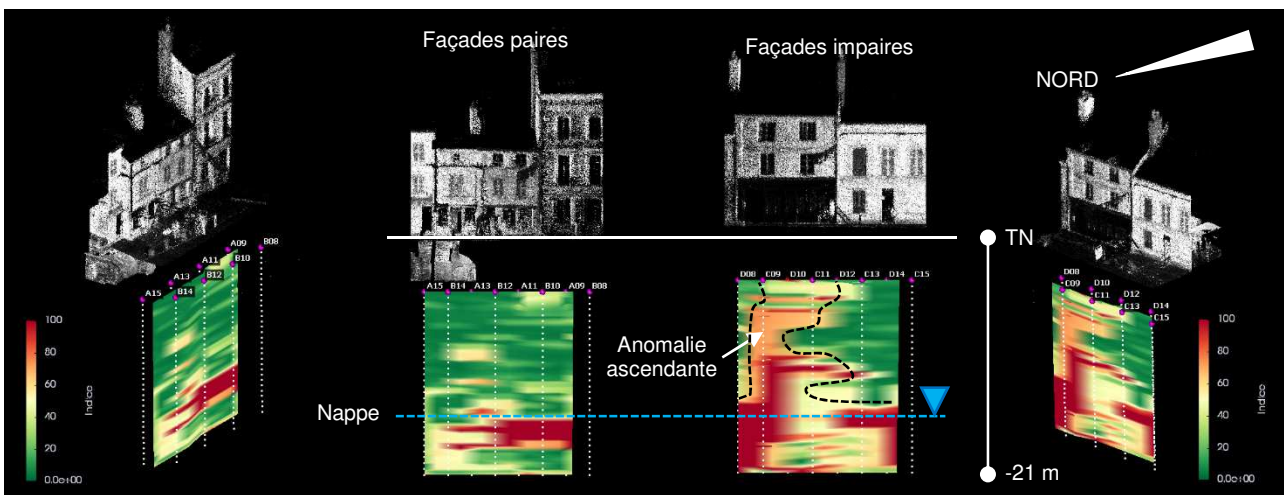 Façades paires
Façades impaires
NORD
TN
-21 m
Anomalie
ascendante
Nappe
A09
B08
A11
B10
A13
B12
A15
B14
100
80
60
40
20
0.0e+00
Indice
A15 B14 A13 B12 A11 B10 A09 B08
D08 C09 D10 C11 D12 C13 D14 C15
D08
C09
D10
C11
D12
C13
D14
C15
100
80
60
40
20
0.0e+00
Indice